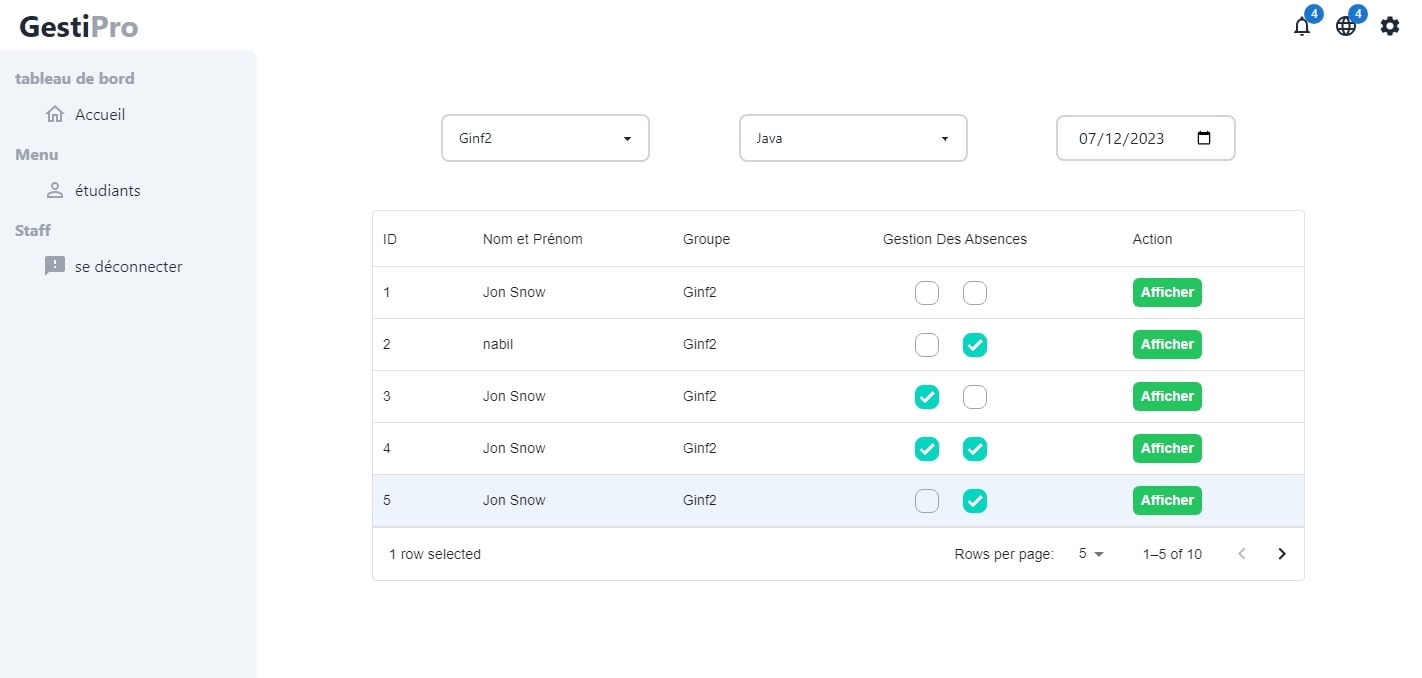 GestiPro
4
4
tableau de bord
Accueil
Menu
étudiants
Staff
se déconnecter
Ginf2
Java
07/12/2023
ID Nom et Prénom Groupe Gestion Des Absences Action
1 Jon Snow Ginf2 Afficher
2 nabil Ginf2 Afficher
3 Jon Snow Ginf2 Afficher
4 Jon Snow Ginf2 Afficher
5 Jon Snow Ginf2 Afficher
1 row selected Rows per page: 5 1–5 of 10